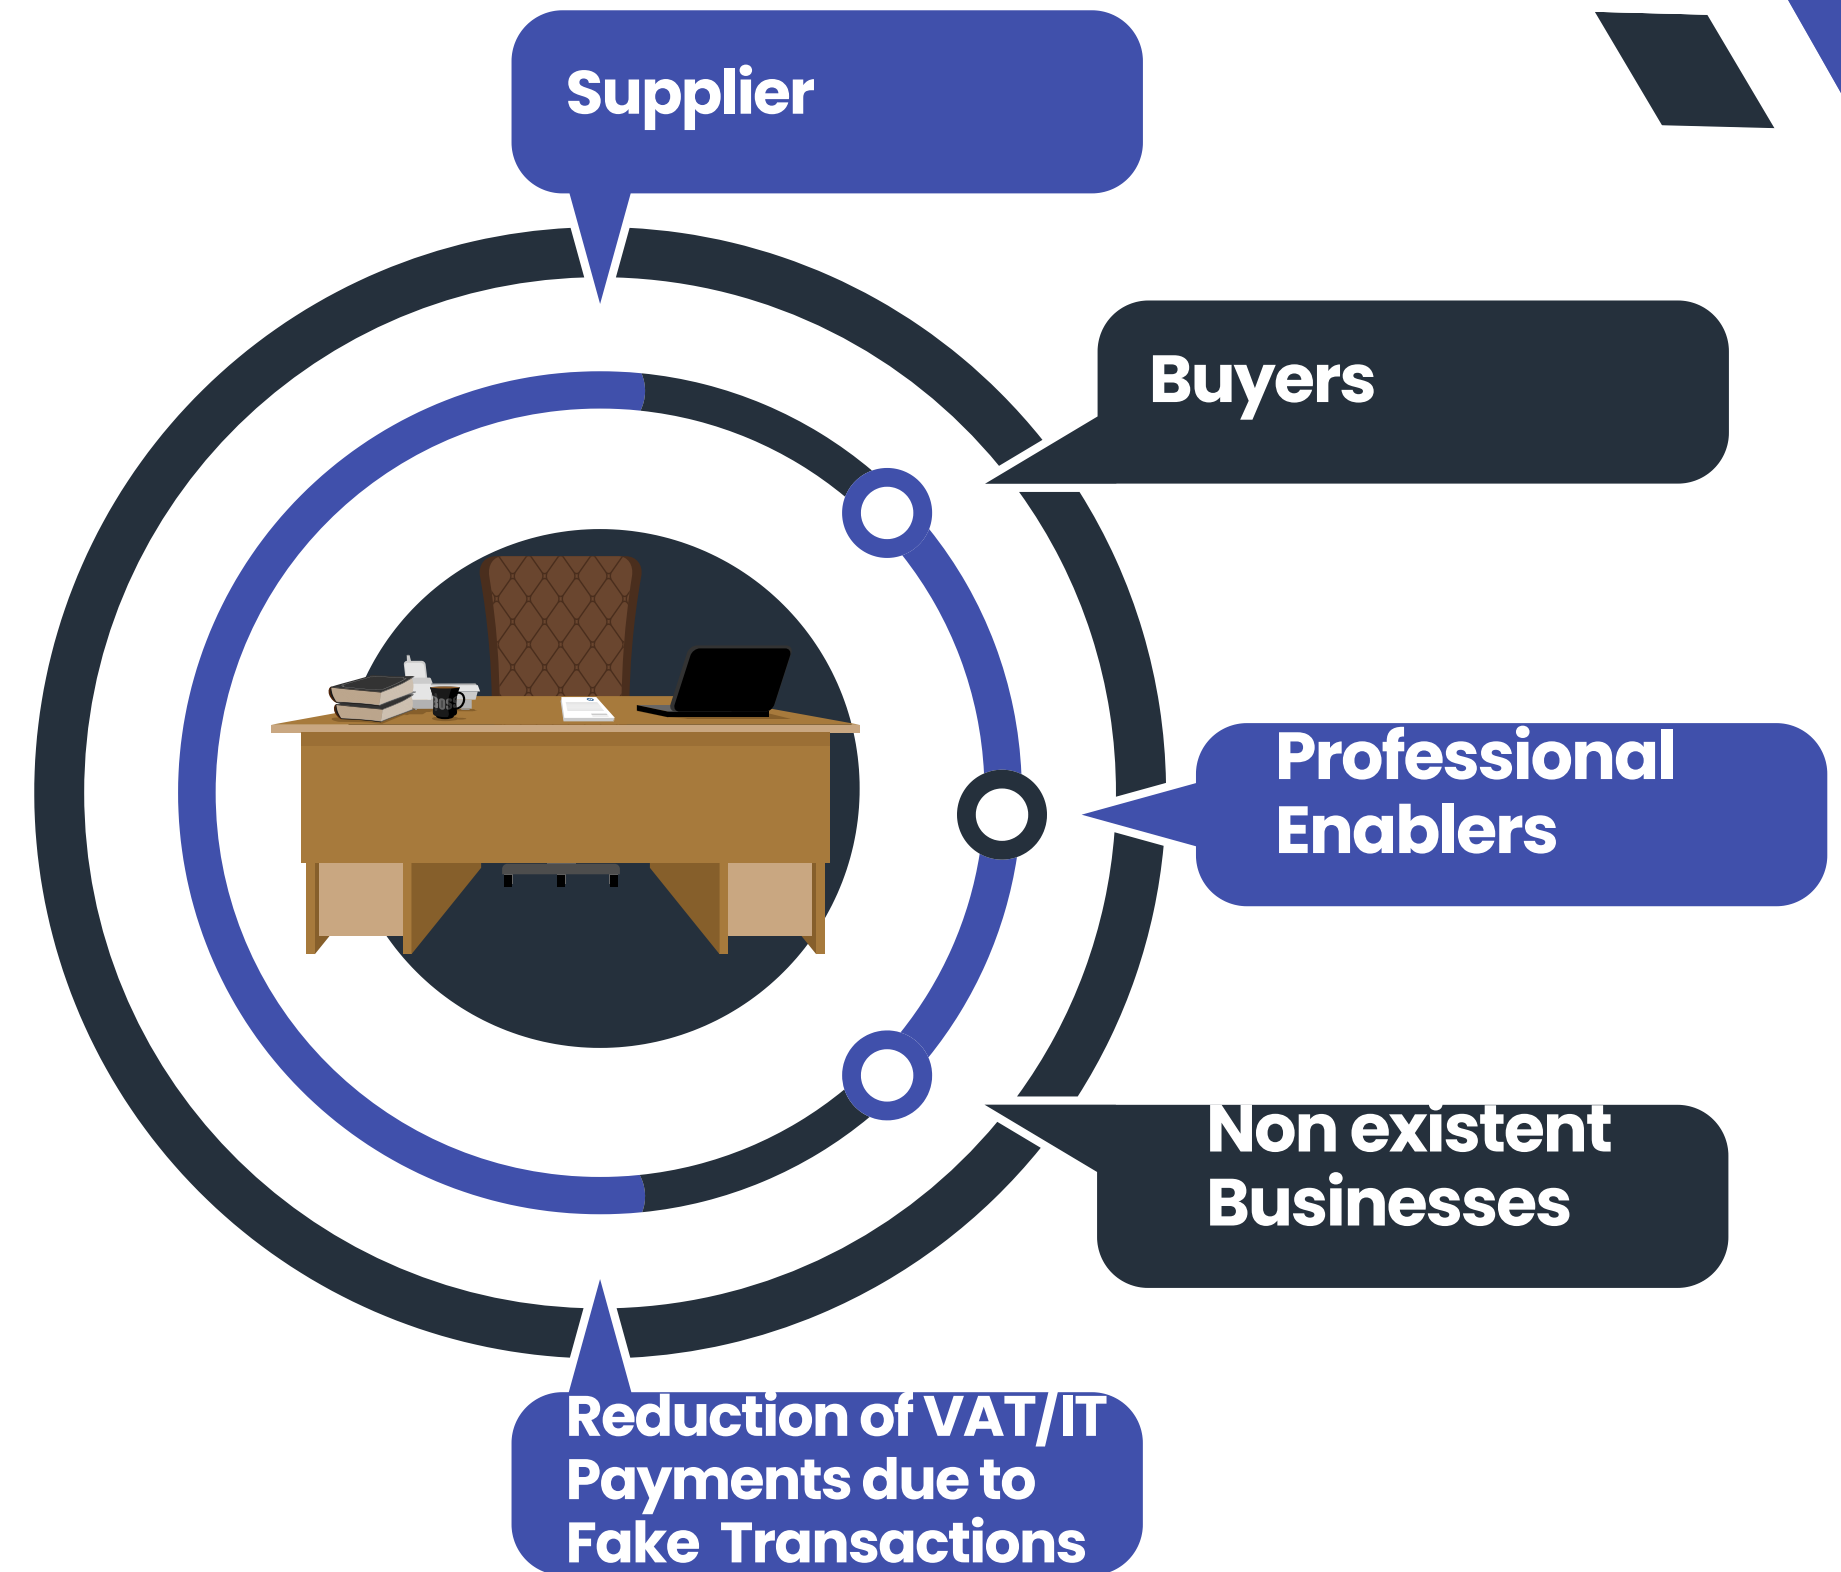 Supplier
Buyers
Professional
Enablers
Non existent
Businesses
Reduction of VAT/IT
Payments due to
Fake Transactions